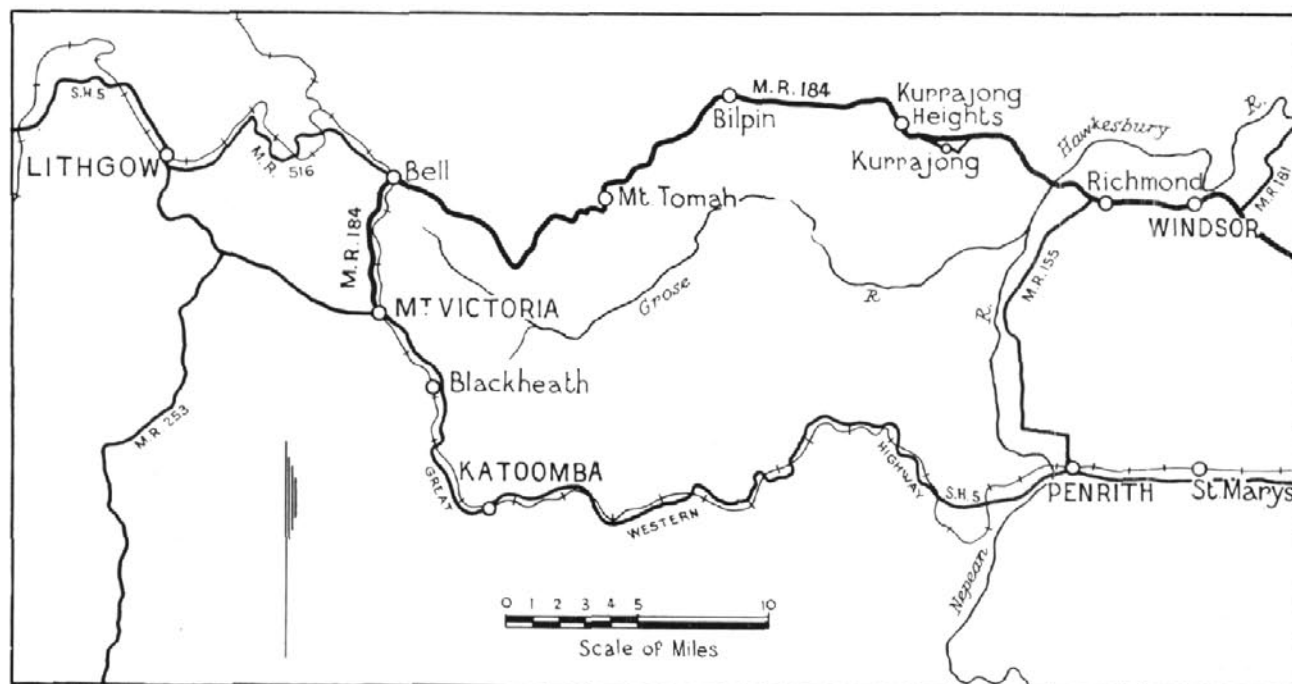 S.H.5
LITHGOW
M.R. 516
Bell
M.R.184
Mt. Tomah
Bilpin
M.R.184
Kurrajong
Heights
Kurrajong
Hawkesbury
R.
Richmond
WINDSOR
M.R.181
M.R.155
R.
Grose
R.
MT VICTORIA
Blackheath
M.R.253
KATOOMBA
GREAT
WESTERN
HIGHWAY
S.H.5
PENRITH
St.Marys
Nepean
0 1 2 3 4 5 10
Scale of Miles